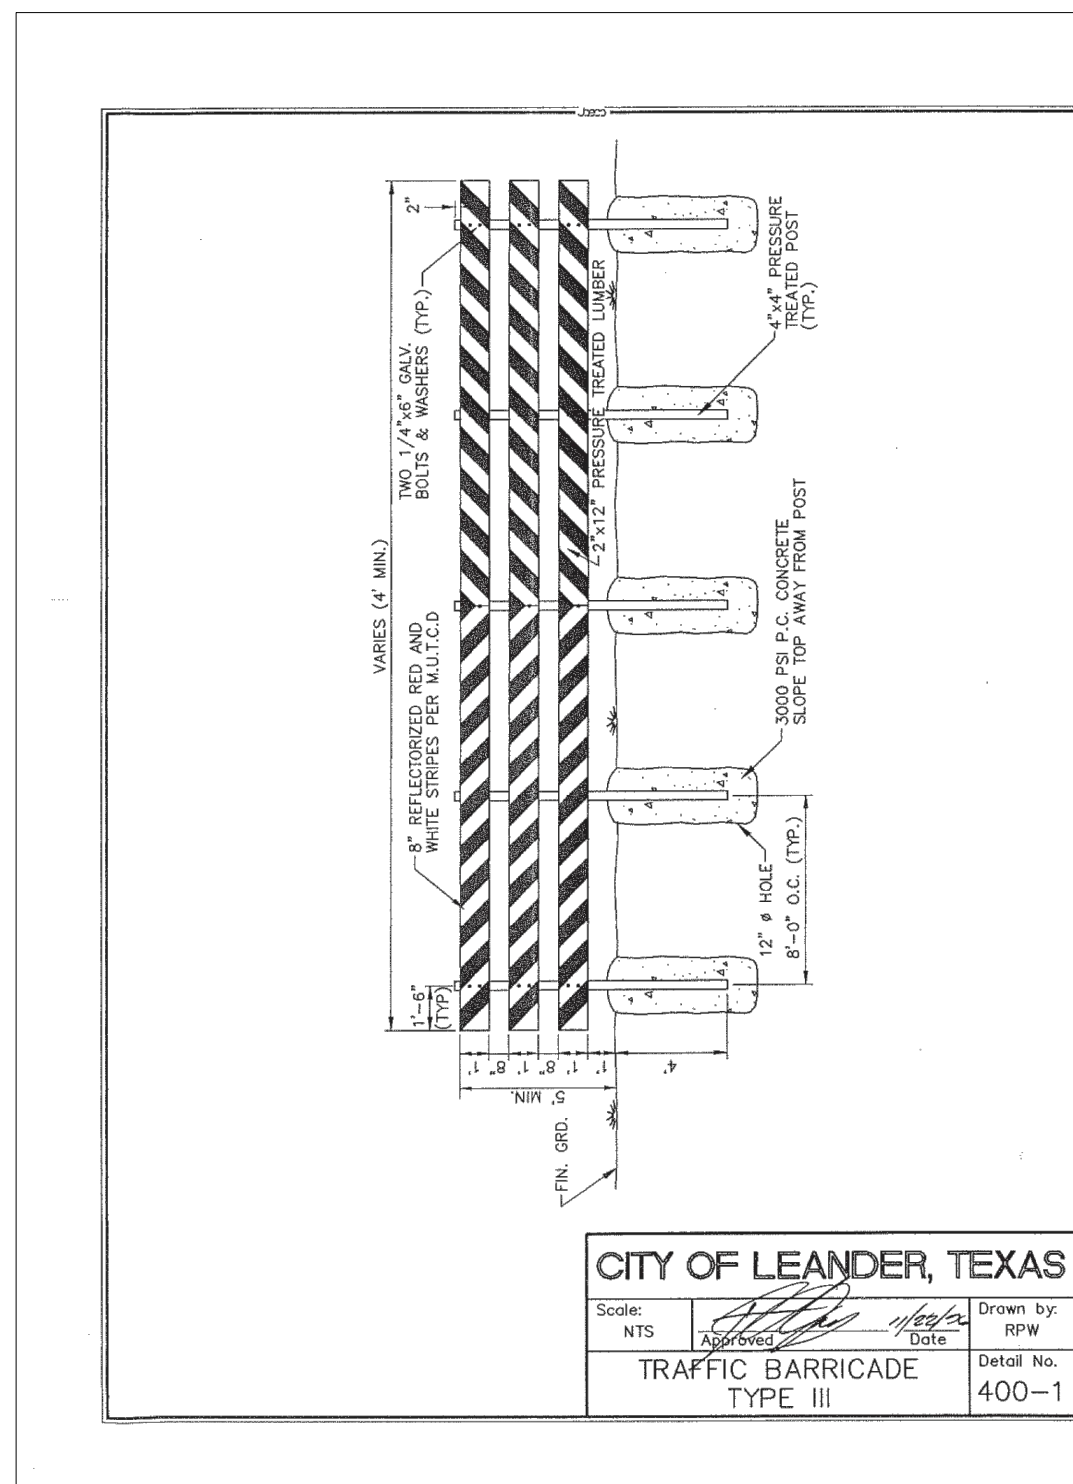 VARIES (4' MIN.)
2"
TWO 1/4"x6" GALV.
BOLTS & WASHERS (TYP.)
8" REFLECTORIZED RED AND
WHITE STRIPES PER M.U.T.C.D
1'-6"
(TYP)
2"x12" PRESSURE TREATED LUMBER
4"x4" PRESSURE
TREATED POST
(TYP.)
3000 PSI P.C. CONCRETE
SLOPE TOP AWAY FROM POST
12" ø HOLE
8'-0" O.C. (TYP.)
1'
8"
1'
8"
1'
1'
4'
5' MIN.
FIN. GRD.
CITY OF LEANDER, TEXAS
Scale:
NTS
Approved
Date
Drawn by:
RPW
TRAFFIC BARRICADE
TYPE III
Detail No.
400-1